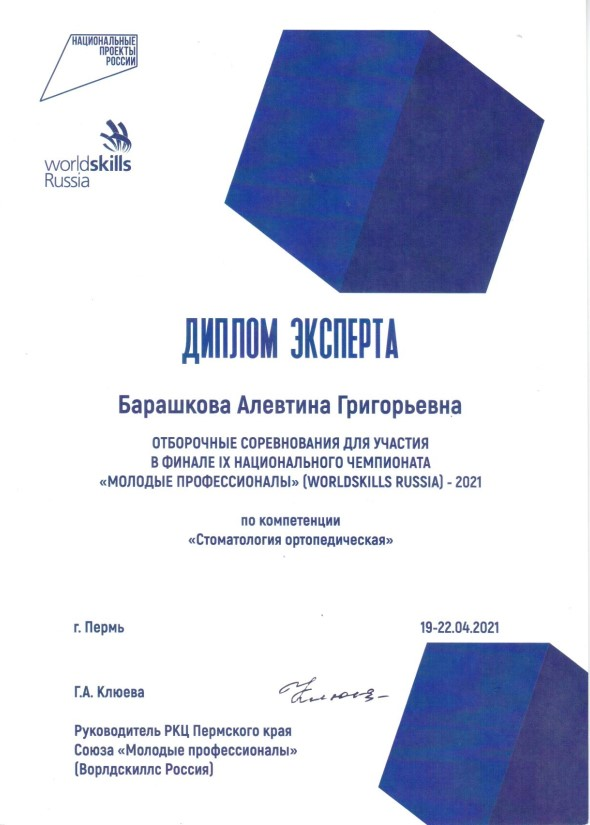 НАЦИОНАЛЬНЫЕ
ПРОЕКТЫ
РОССИИ
worldskills
Russia
ДИПЛОМ ЭКСПЕРТА
Барашкова Алевтина Григорьевна
ОТБОРОЧНЫЕ СОРЕВНОВАНИЯ ДЛЯ УЧАСТИЯ
В ФИНАЛЕ IX НАЦИОНАЛЬНОГО ЧЕМПИОНАТА
«МОЛОДЫЕ ПРОФЕССИОНАЛЫ» (WORLDSKILLS RUSSIA) - 2021
по компетенции
«Стоматология ортопедическая»
г. Пермь 19-22.04.2021
Г.А. Клюева Клюева
Руководитель РКЦ Пермского края
Союза «Молодые профессионалы»
(Ворлдскиллс Россия)